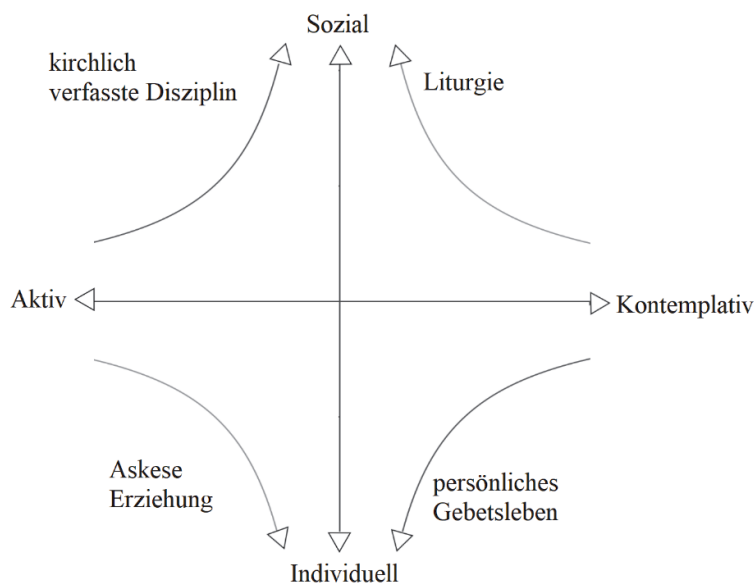 Sozial
kirchlich
verfasste Disziplin
Liturgie
Aktiv
Kontemplativ
Askese
Erziehung
persönliches
Gebetsleben
Individuell